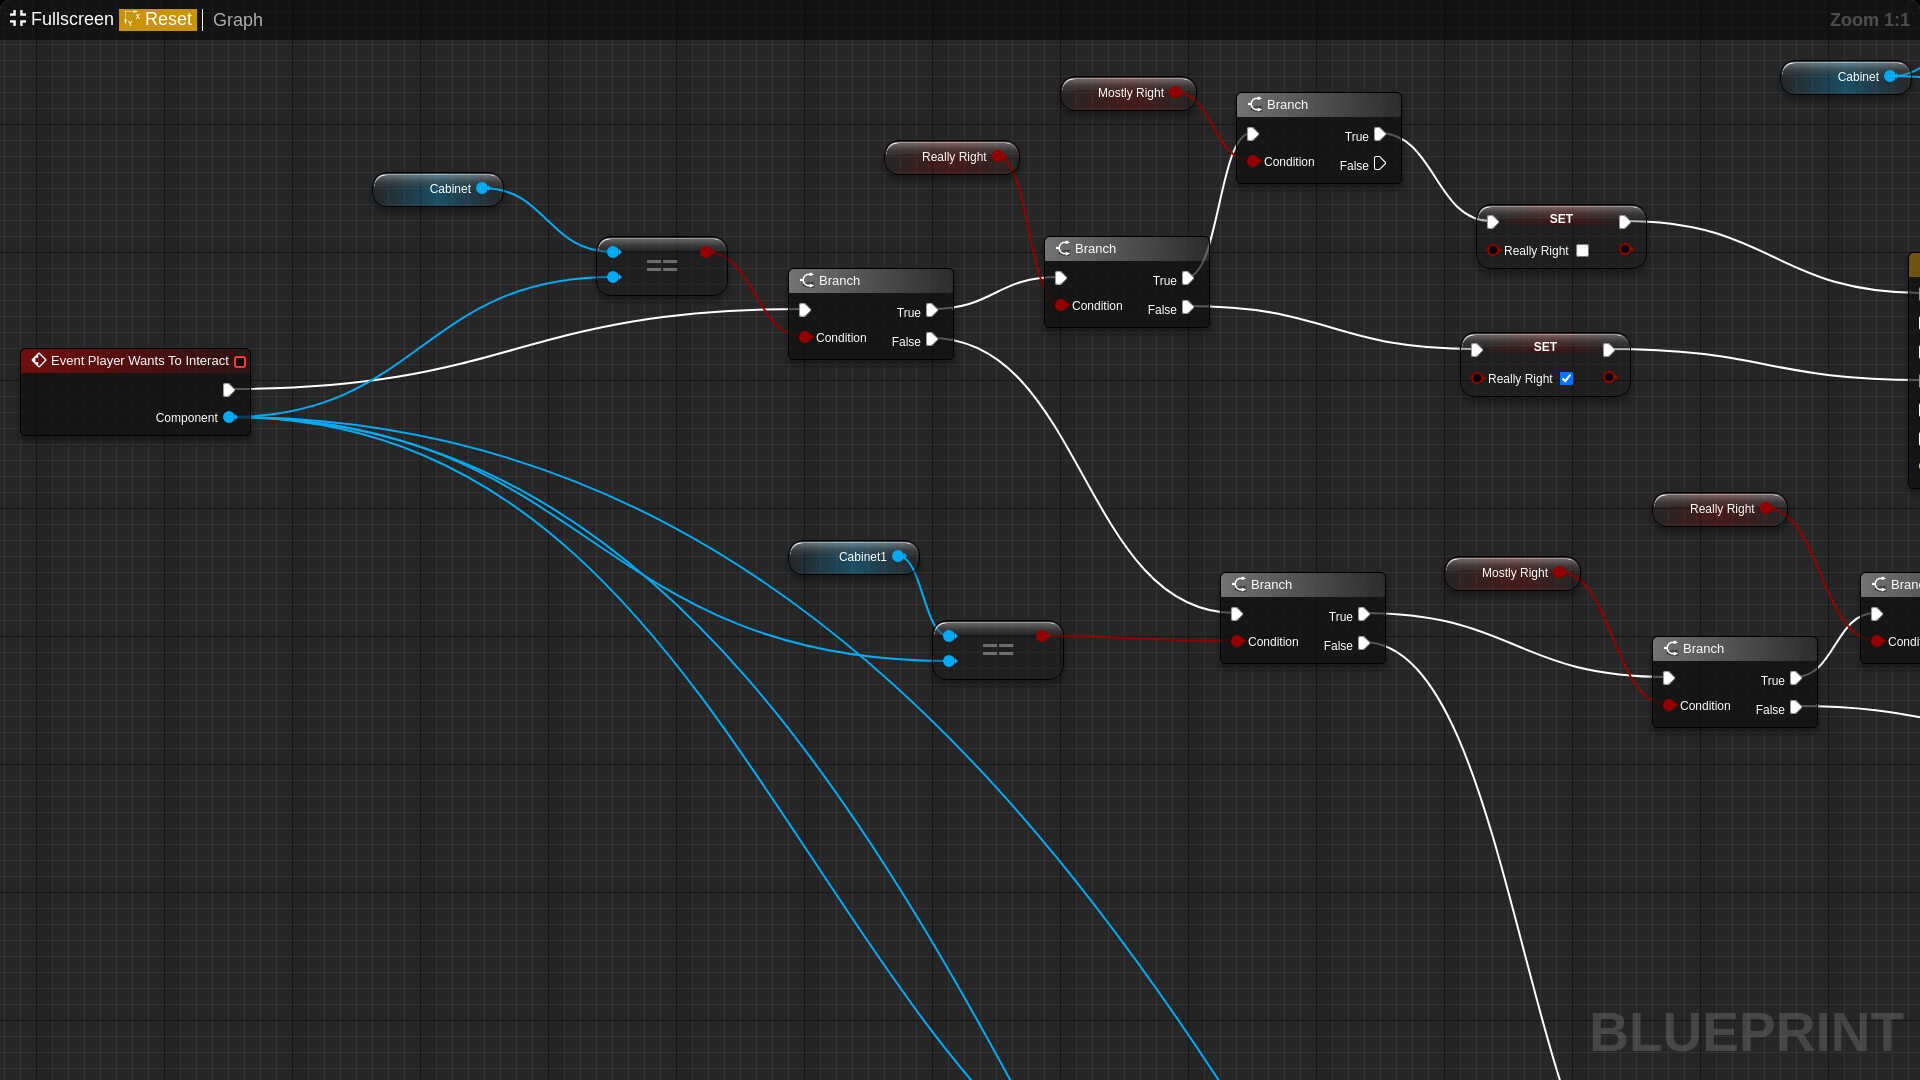 Fullscreen Reset Graph
Zoom 1:1
Cabinet
Mostly Right
Branch
True
Condition
False
Really Right
Cabinet
SET
Really Right
==
Branch
True
Condition
False
Branch
True
Condition
False
SET
Really Right
Event Player Wants To Interact
Component
Really Right
Cabinet1
Mostly Right
Branch
True
Condition
False
==
Branch
True
Condition
False
BLUEPRINT